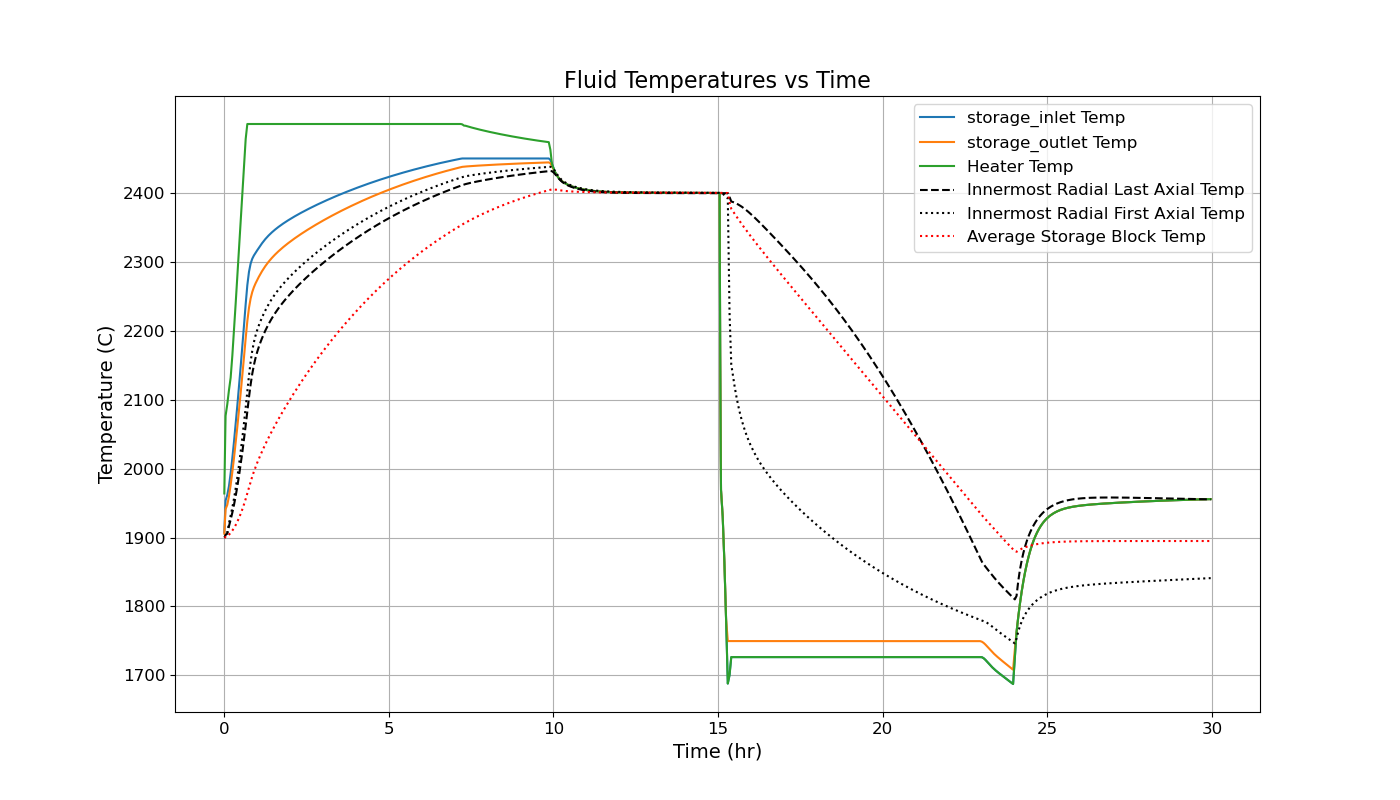 Fluid Temperatures vs Time
storage_inlet Temp
storage_outlet Temp
Heater Temp
Innermost Radial Last Axial Temp
Innermost Radial First Axial Temp
Average Storage Block Temp
Temperature (C)
2400
2300
2200
2100
2000
1900
1800
1700
0 5 10 15 20 25 30
Time (hr)